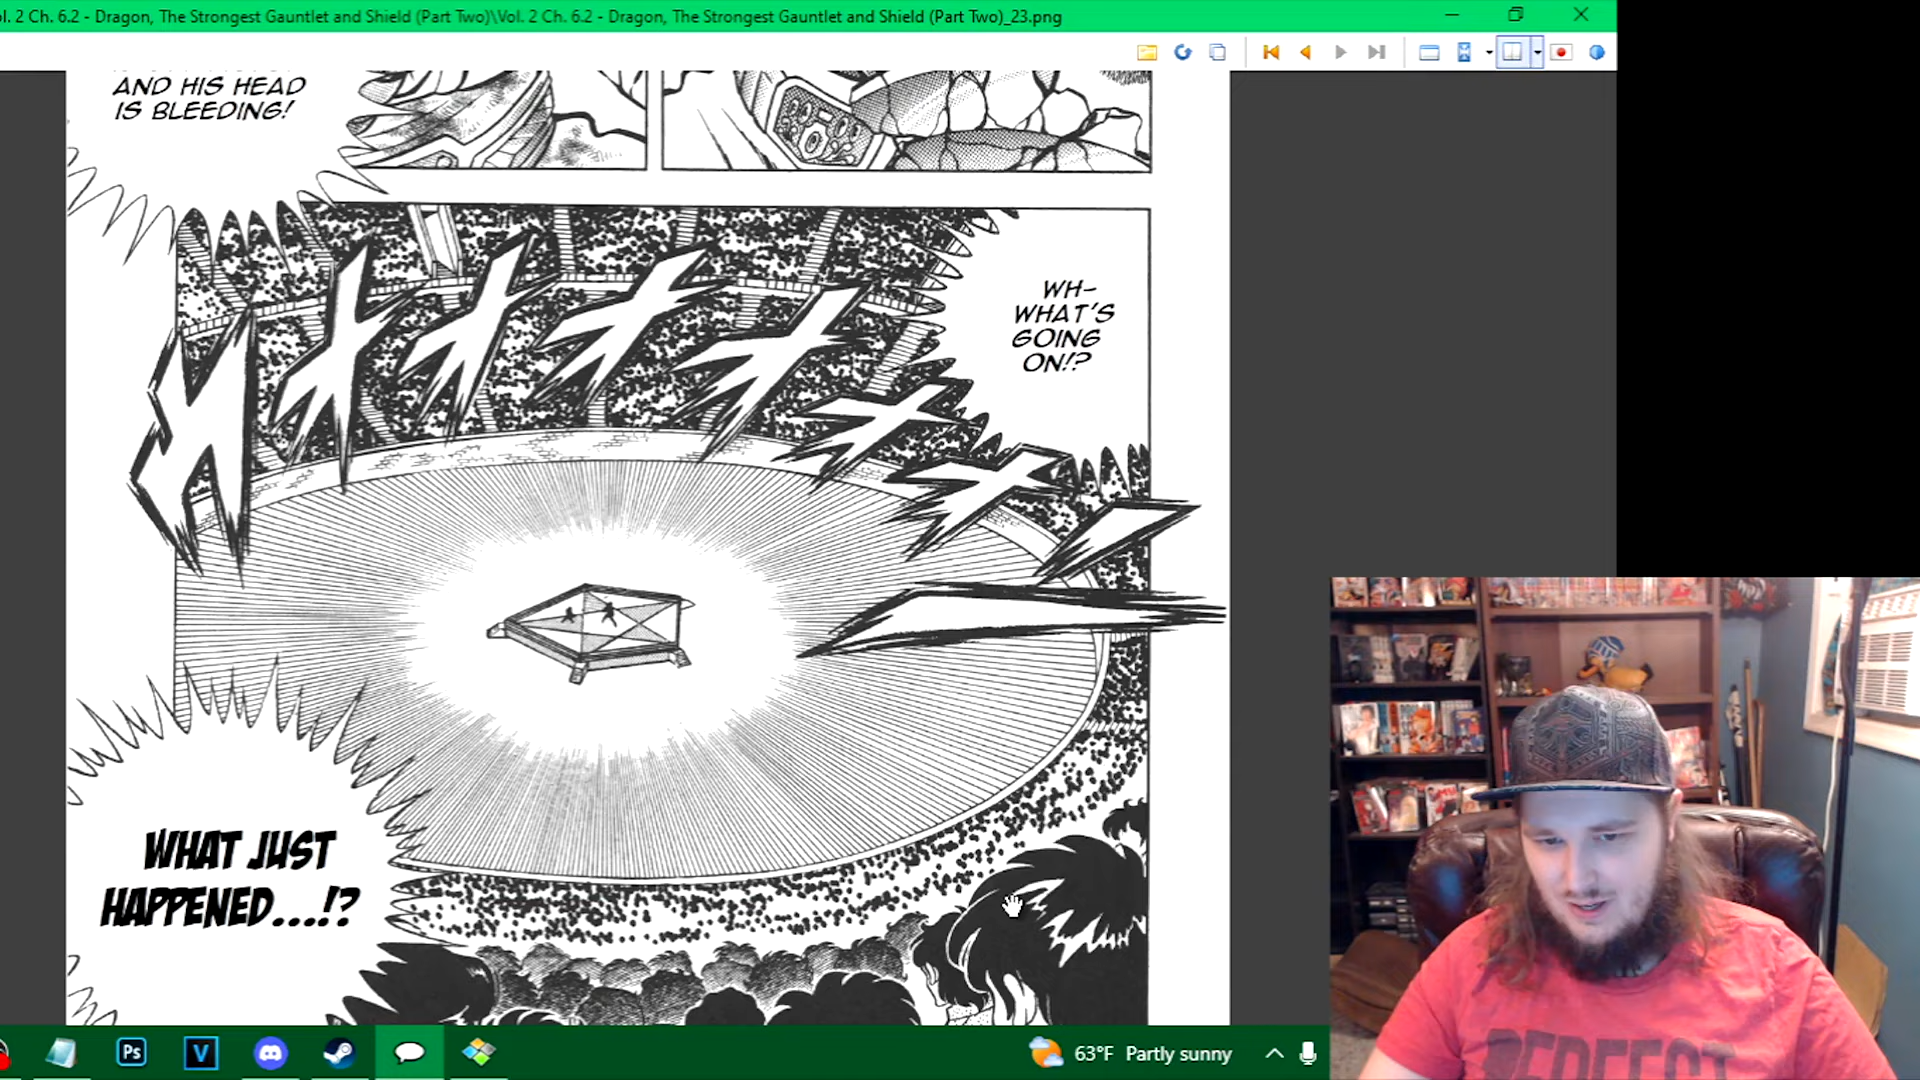 l. 2 Ch. 6.2 - Dragon, The Strongest Gauntlet and Shield (Part Two)\Vol. 2 Ch. 6.2 - Dragon, The Strongest Gauntlet and Shield (Part Two)_23.png
AND HIS HEAD
IS BLEEDING!
WH-
WHAT'S
GOING
ON!?
WHAT JUST
HAPPENED...!?
PERFECT
Ps
V
63°F Partly sunny